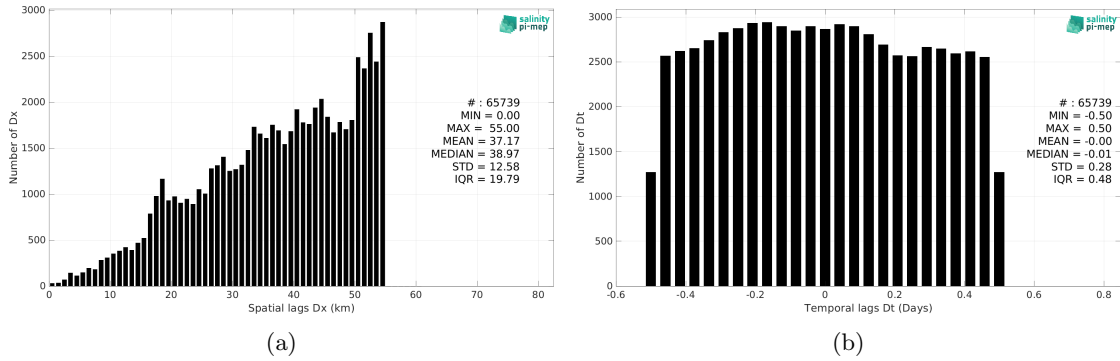 3000
2500
2000
1500
1000
500
0
Number of Dx
0 10 20 30 40 50 60 70 80
Spatial lags Dx (km)
salinity
pi-mep
# : 65739
MIN = 0.00
MAX = 55.00
MEAN = 37.17
MEDIAN = 38.97
STD = 12.58
IQR = 19.79
(a)
3000
2500
2000
1500
1000
500
0
Number of Dt
-0.6 -0.4 -0.2 0 0.2 0.4 0.6 0.8
Temporal lags Dt (Days)
salinity
pi-mep
# : 65739
MIN = -0.50
MAX = 0.50
MEAN = -0.00
MEDIAN = -0.01
STD = 0.28
IQR = 0.48
(b)